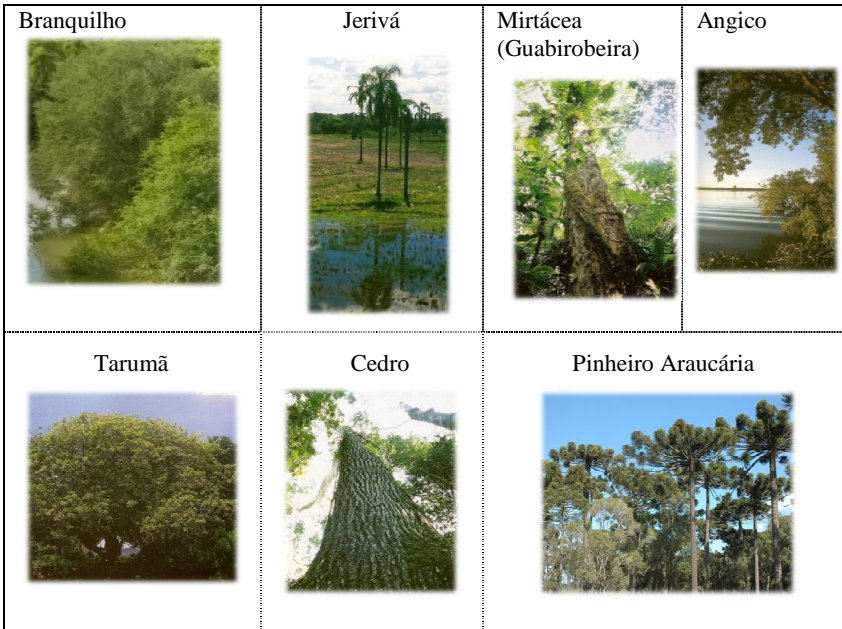 Branquilho
Jerivá
Mirtácea
(Guabirobeira)
Angico
Tarumã
Cedro
Pinheiro Araucária